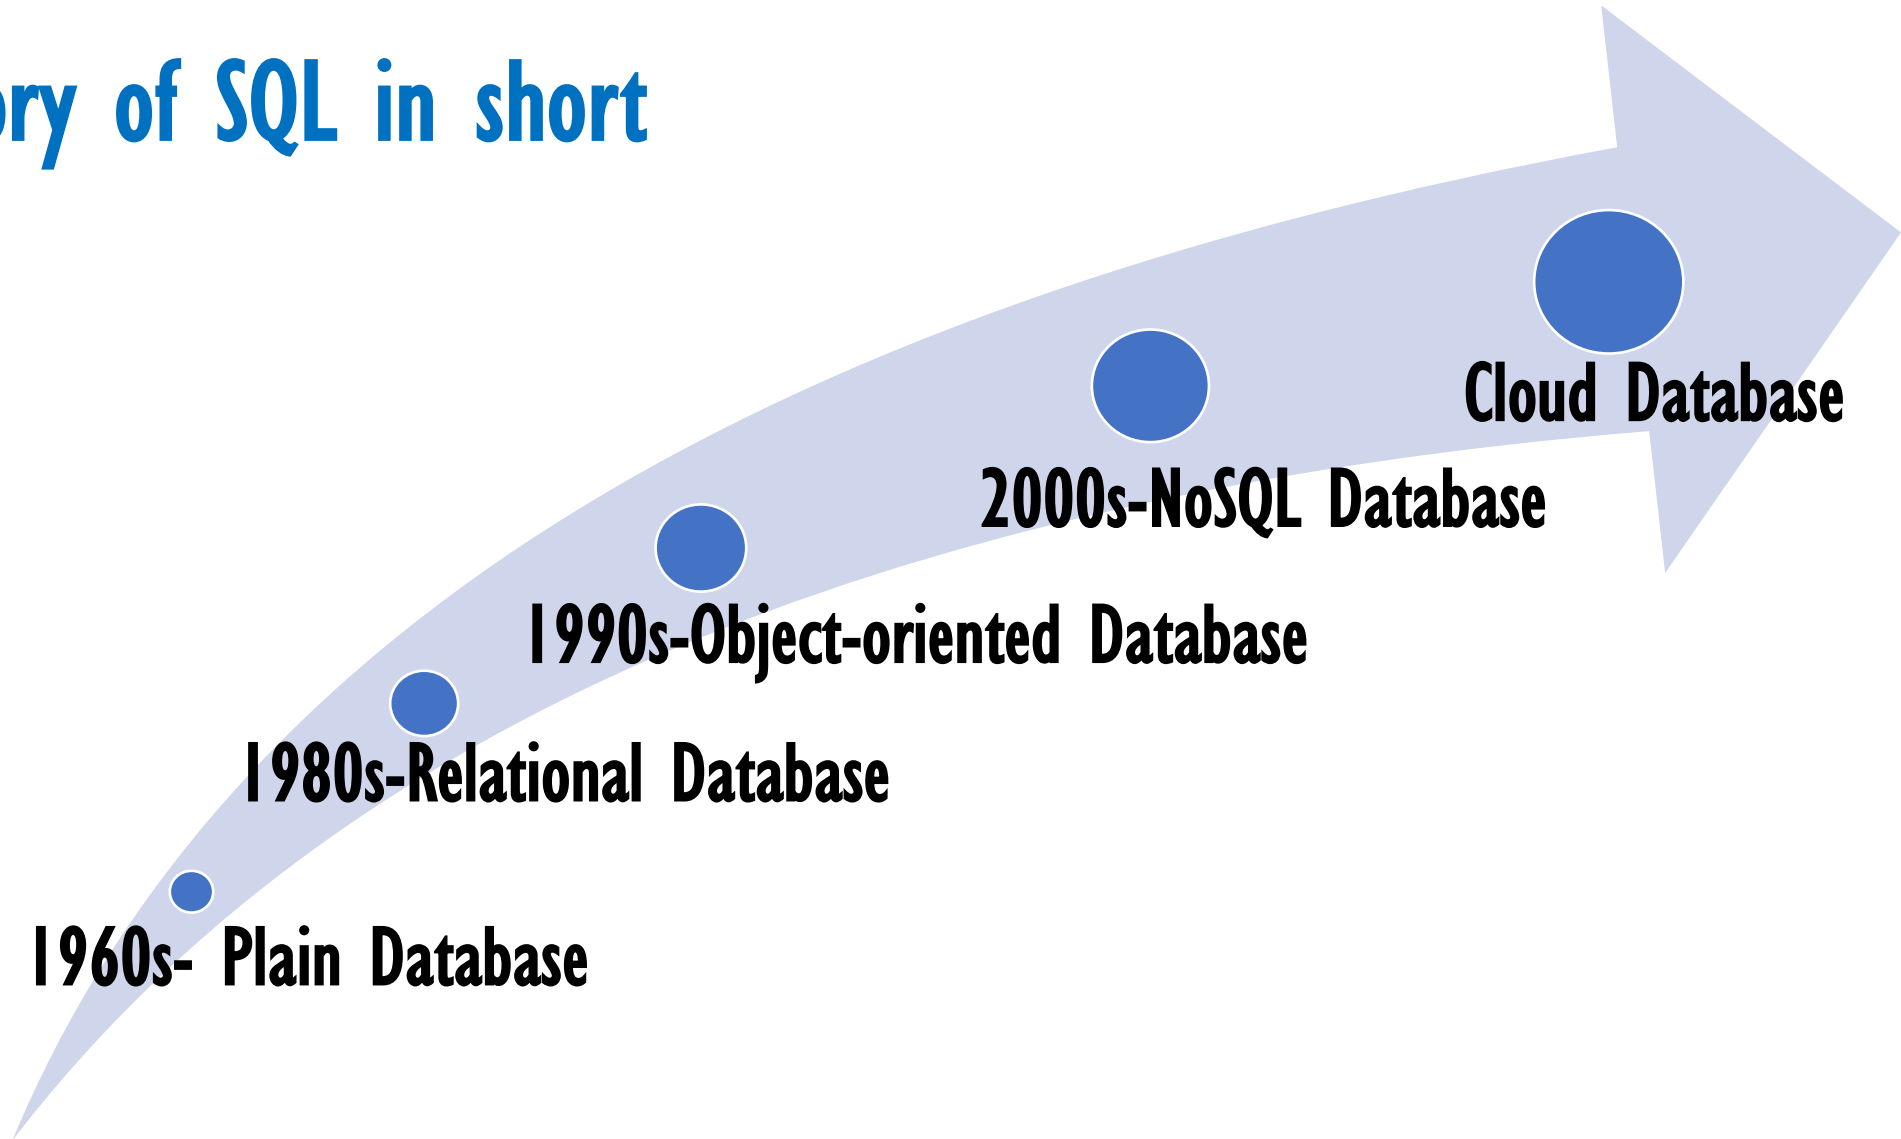 ory of SQL in short
Cloud Database
2000s-NoSQL Database
1990s-Object-oriented Database
1980s-Relational Database
1960s- Plain Database